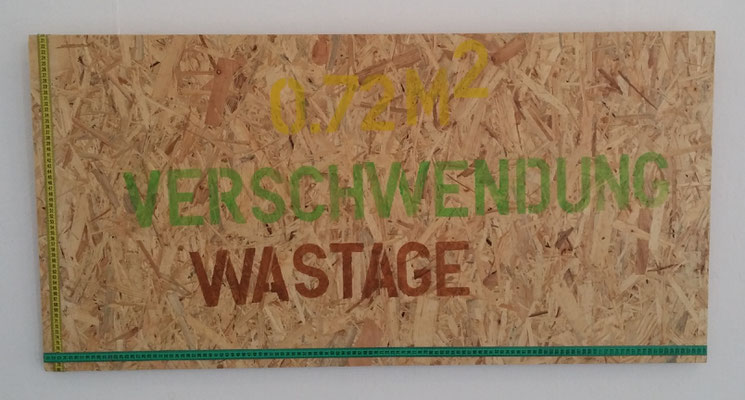 0.72M²
VERSCHWENDUNG
WASTAGE